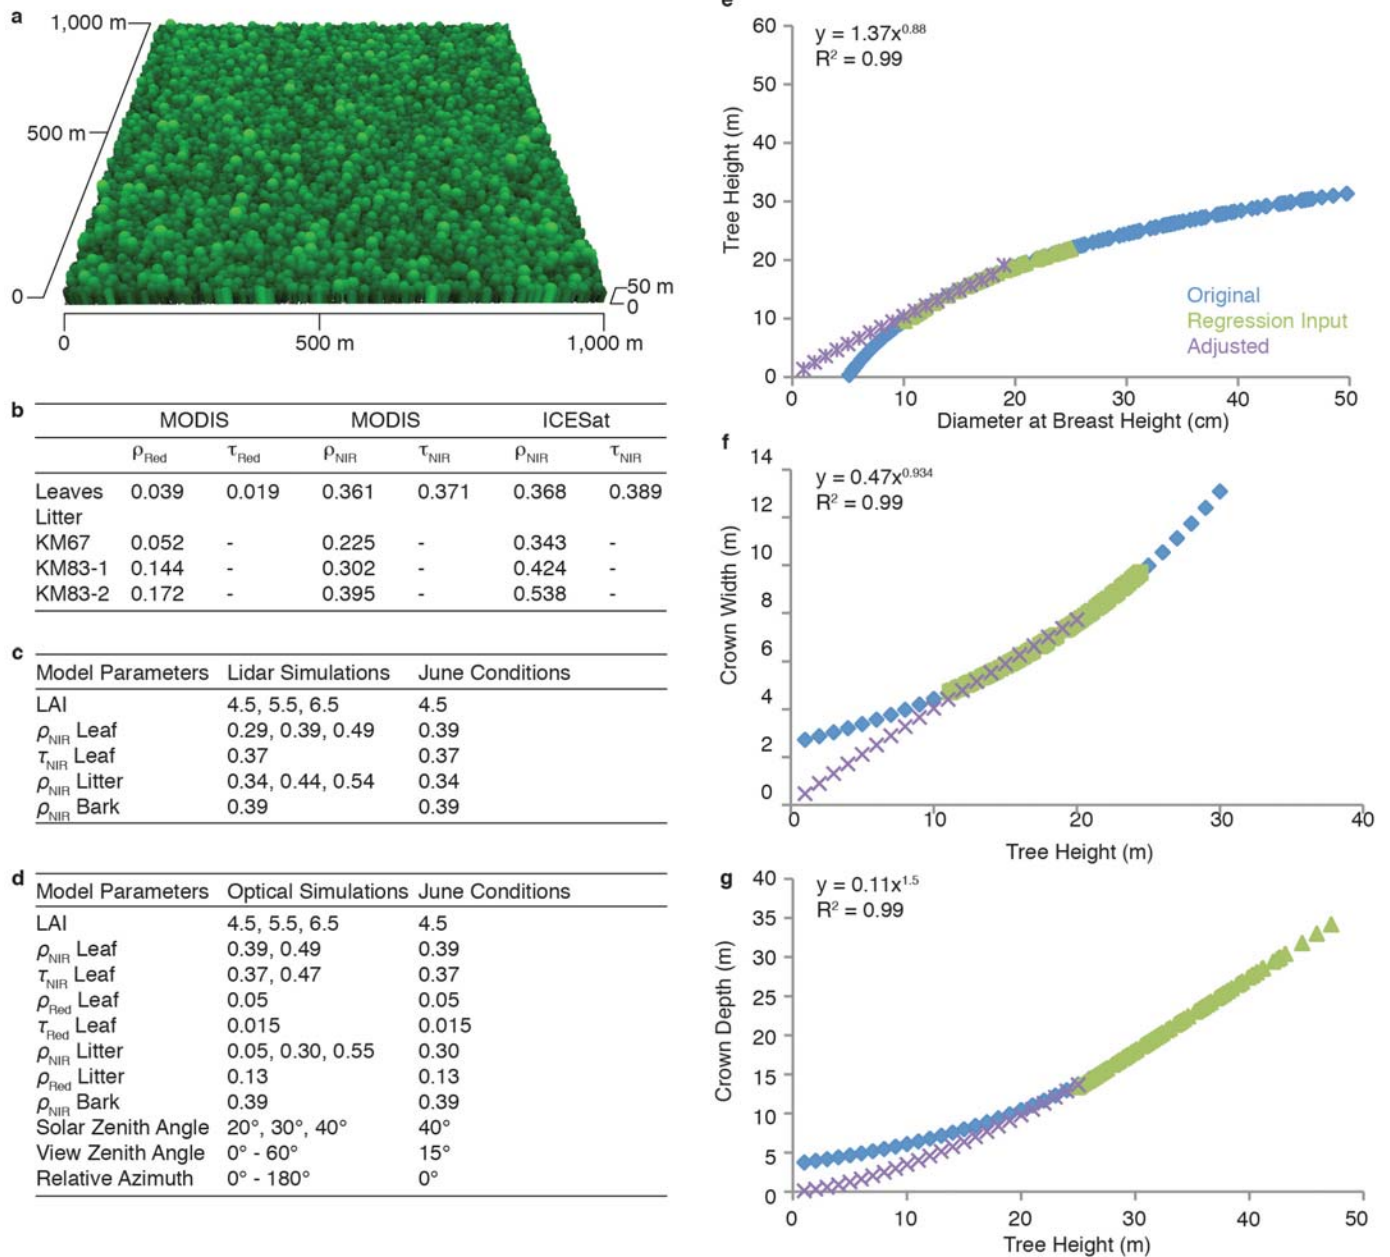 a
1,000 m
500 m
0
50 m
0
0
500 m
1,000 m
b
MODIS MODIS ICESat
ρRed τRed ρNIR τNIR ρNIR τNIR
Leaves 0.039 0.019 0.361 0.371 0.368 0.389
Litter
KM67 0.052 - 0.225 - 0.343 -
KM83-1 0.144 - 0.302 - 0.424 -
KM83-2 0.172 - 0.395 - 0.538 -
c
Model Parameters Lidar Simulations June Conditions
LAI 4.5, 5.5, 6.5 4.5
ρNIR Leaf 0.29, 0.39, 0.49 0.39
τNIR Leaf 0.37 0.37
ρNIR Litter 0.34, 0.44, 0.54 0.34
ρNIR Bark 0.39 0.39
d
Model Parameters Optical Simulations June Conditions
LAI 4.5, 5.5, 6.5 4.5
ρNIR Leaf 0.39, 0.49 0.39
τNIR Leaf 0.37, 0.47 0.37
ρRed Leaf 0.05 0.05
τRed Leaf 0.015 0.015
ρNIR Litter 0.05, 0.30, 0.55 0.30
ρRed Litter 0.13 0.13
ρNIR Bark 0.39 0.39
Solar Zenith Angle 20°, 30°, 40° 40°
View Zenith Angle 0° - 60° 15°
Relative Azimuth 0° - 180° 0°
e
y = 1.37x0.88
R2 = 0.99
Tree Height (m)
60
50
40
30
20
10
0
Original
Regression Input
Adjusted
0 10 20 30 40 50
Diameter at Breast Height (cm)
f
y = 0.47x0.934
R2 = 0.99
Crown Width (m)
14
12
10
8
6
4
2
0
0 10 20 30 40
Tree Height (m)
g
y = 0.11x1.5
R2 = 0.99
Crown Depth (m)
40
35
30
25
20
15
10
5
0
0 10 20 30 40 50
Tree Height (m)